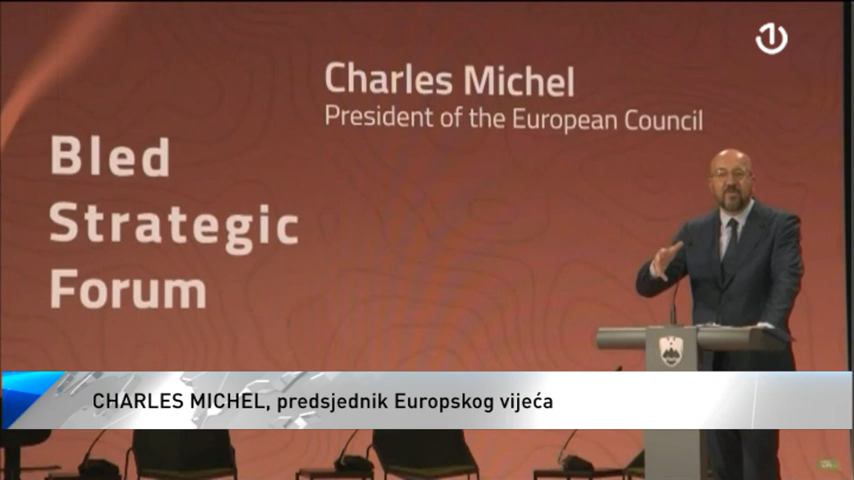 Charles Michel
President of the European Council
Bled
Strategic
Forum
CHARLES MICHEL, predsjednik Europskog vijeća